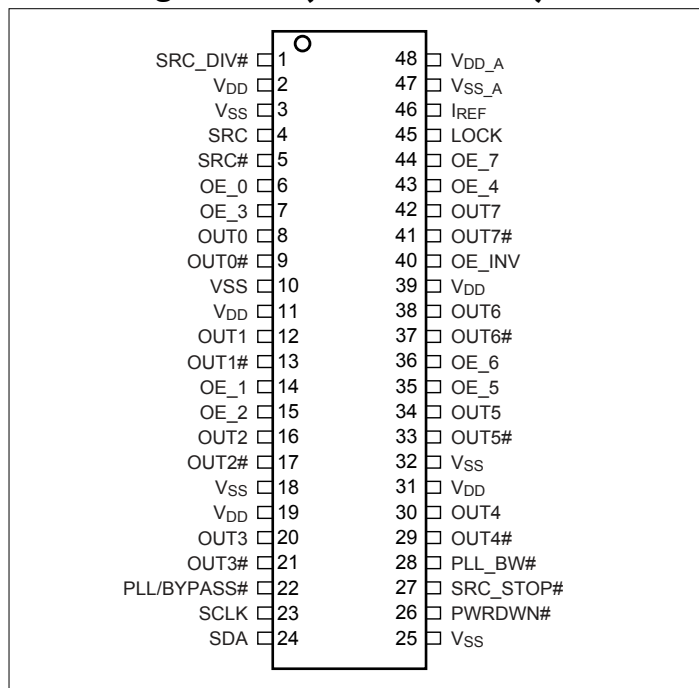 SRC_DIV# 1 48 VDD_A
VDD 2 47 VSS_A
VSS 3 46 IREF
SRC 4 45 LOCK
SRC# 5 44 OE_7
OE_0 6 43 OE_4
OE_3 7 42 OUT7
OUT0 8 41 OUT7#
OUT0# 9 40 OE_INV
VSS 10 39 VDD
VDD 11 38 OUT6
OUT1 12 37 OUT6#
OUT1# 13 36 OE_6
OE_1 14 35 OE_5
OE_2 15 34 OUT5
OUT2 16 33 OUT5#
OUT2# 17 32 VSS
VSS 18 31 VDD
VDD 19 30 OUT4
OUT3 20 29 OUT4#
OUT3# 21 28 PLL_BW#
PLL/BYPASS# 22 27 SRC_STOP#
SCLK 23 26 PWRDWN#
SDA 24 25 VSS